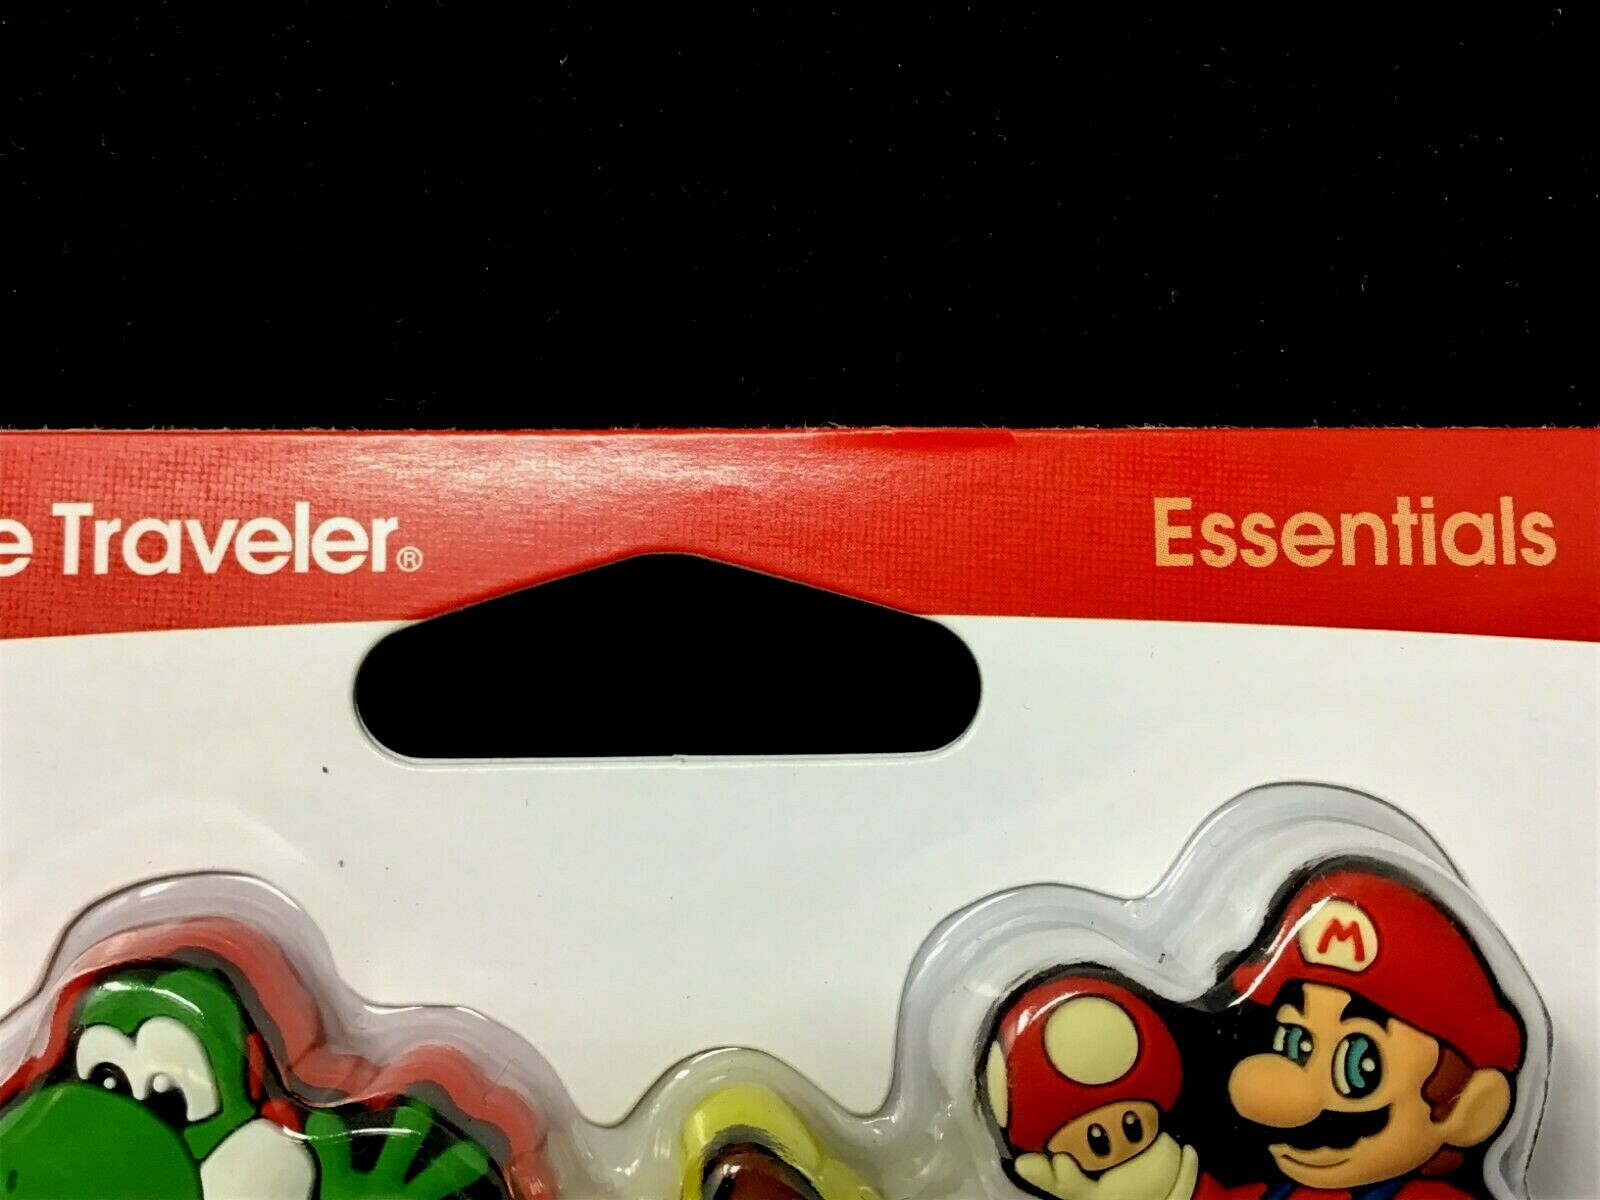 e Traveler®
Essentials
M